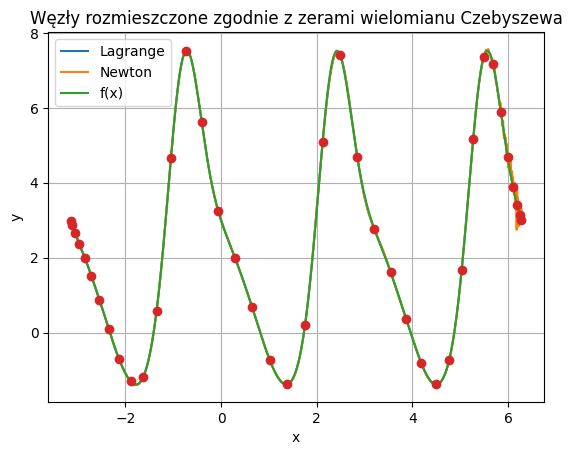 Węzły rozmieszczone zgodnie z zerami wielomianu Czebyszewa
8
6
4
2
0
y
Lagrange
Newton
f(x)
−2
0
2
4
6
x